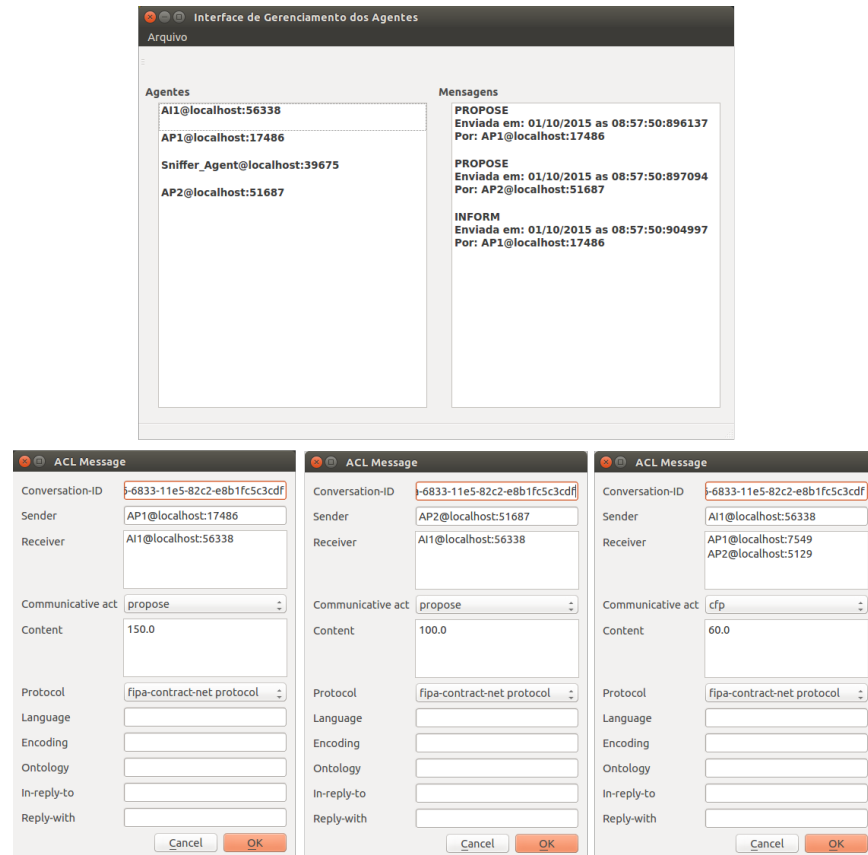 Interface de Gerenciamento dos Agentes
Arquivo
Agentes
AI1@localhost:56338
AP1@localhost:17486
Sniffer_Agent@localhost:39675
AP2@localhost:51687
Mensagens
PROPOSE
Enviada em: 01/10/2015 as 08:57:50:896137
Por: AP1@localhost:17486
PROPOSE
Enviada em: 01/10/2015 as 08:57:50:897094
Por: AP2@localhost:51687
INFORM
Enviada em: 01/10/2015 as 08:57:50:904997
Por: AP1@localhost:17486
ACL Message
Conversation-ID -6833-11e5-82c2-e8b1fc5c3cdf
Sender AP1@localhost:17486
Receiver AI1@localhost:56338
Communicative act propose
Content 150.0
Protocol fipa-contract-net protocol
Language
Encoding
Ontology
In-reply-to
Reply-with
Cancel OK
ACL Message
Conversation-ID -6833-11e5-82c2-e8b1fc5c3cdf
Sender AP2@localhost:51687
Receiver AI1@localhost:56338
Communicative act propose
Content 100.0
Protocol fipa-contract-net protocol
Language
Encoding
Ontology
In-reply-to
Reply-with
Cancel OK
ACL Message
Conversation-ID -6833-11e5-82c2-e8b1fc5c3cdf
Sender AI1@localhost:56338
Receiver AP1@localhost:7549
AP2@localhost:5129
Communicative act cfp
Content 60.0
Protocol fipa-contract-net protocol
Language
Encoding
Ontology
In-reply-to
Reply-with
Cancel OK